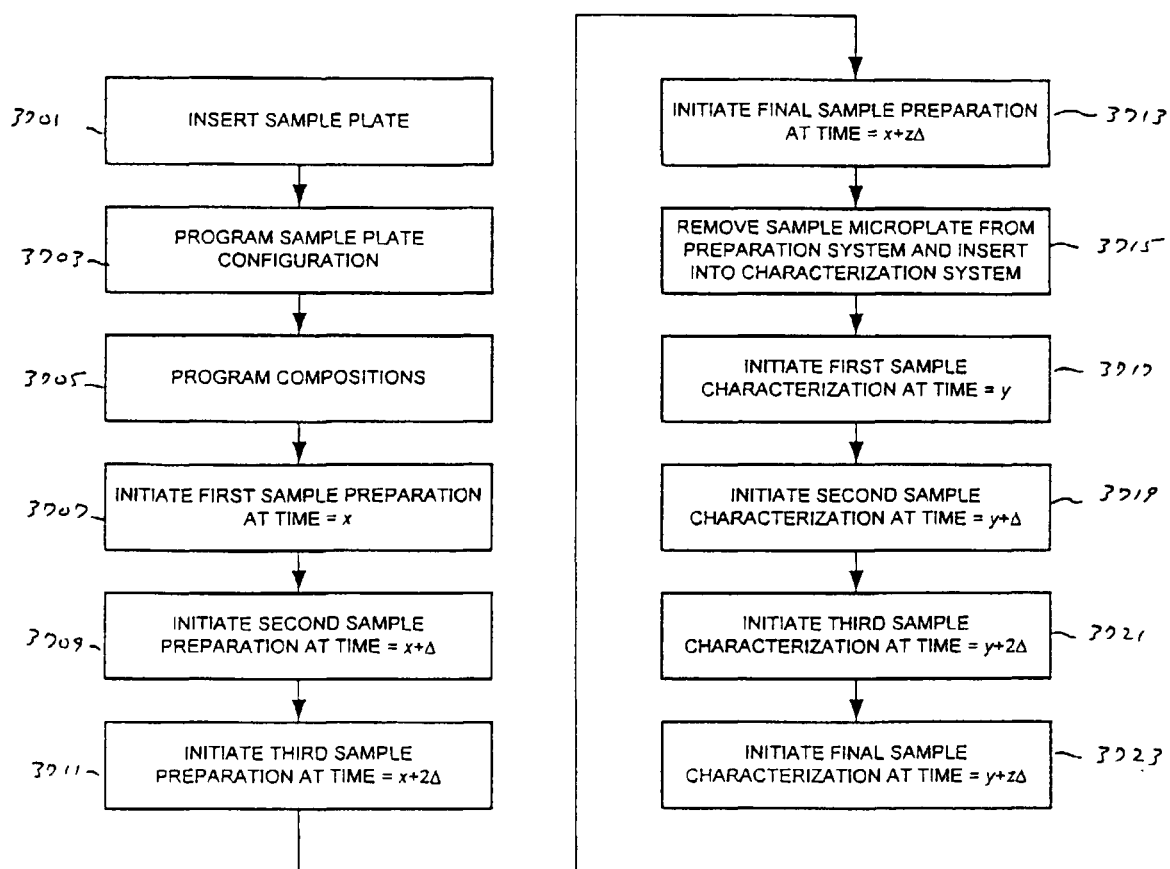 3701
INSERT SAMPLE PLATE
3703
PROGRAM SAMPLE PLATE
CONFIGURATION
3705
PROGRAM COMPOSITIONS
3707
INITIATE FIRST SAMPLE PREPARATION
AT TIME = x
3709
INITIATE SECOND SAMPLE
PREPARATION AT TIME = x+Δ
3711
INITIATE THIRD SAMPLE
PREPARATION AT TIME = x+2Δ
INITIATE FINAL SAMPLE PREPARATION
AT TIME = x+zΔ
3713
REMOVE SAMPLE MICROPLATE FROM
PREPARATION SYSTEM AND INSERT
INTO CHARACTERIZATION SYSTEM
3715
INITIATE FIRST SAMPLE
CHARACTERIZATION AT TIME = y
3717
INITIATE SECOND SAMPLE
CHARACTERIZATION AT TIME = y+Δ
3719
INITIATE THIRD SAMPLE
CHARACTERIZATION AT TIME = y+2Δ
3721
INITIATE FINAL SAMPLE
CHARACTERIZATION AT TIME = y+zΔ
3723